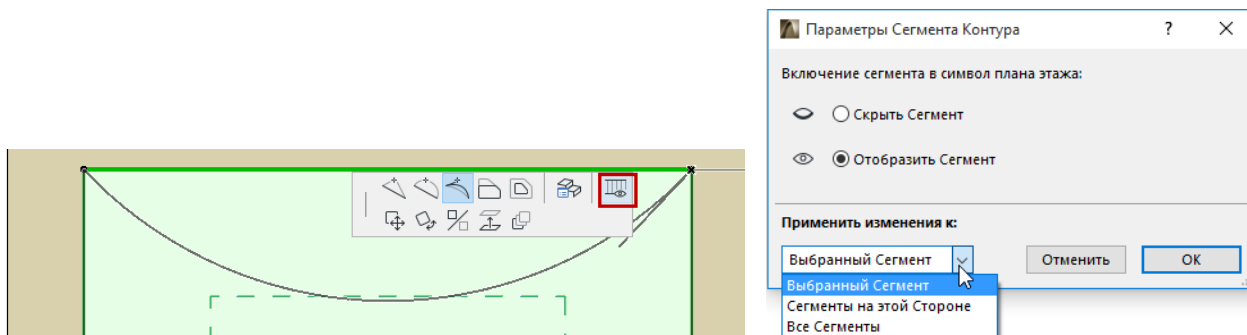 Параметры Сегмента Контура
Включение сегмента в символ плана этажа:
Скрыть Сегмент
Отобразить Сегмент
Применить изменения к:
Выбранный Сегмент
Отменить
ОК
Выбранный Сегмент
Сегменты на этой Стороне
Все Сегменты